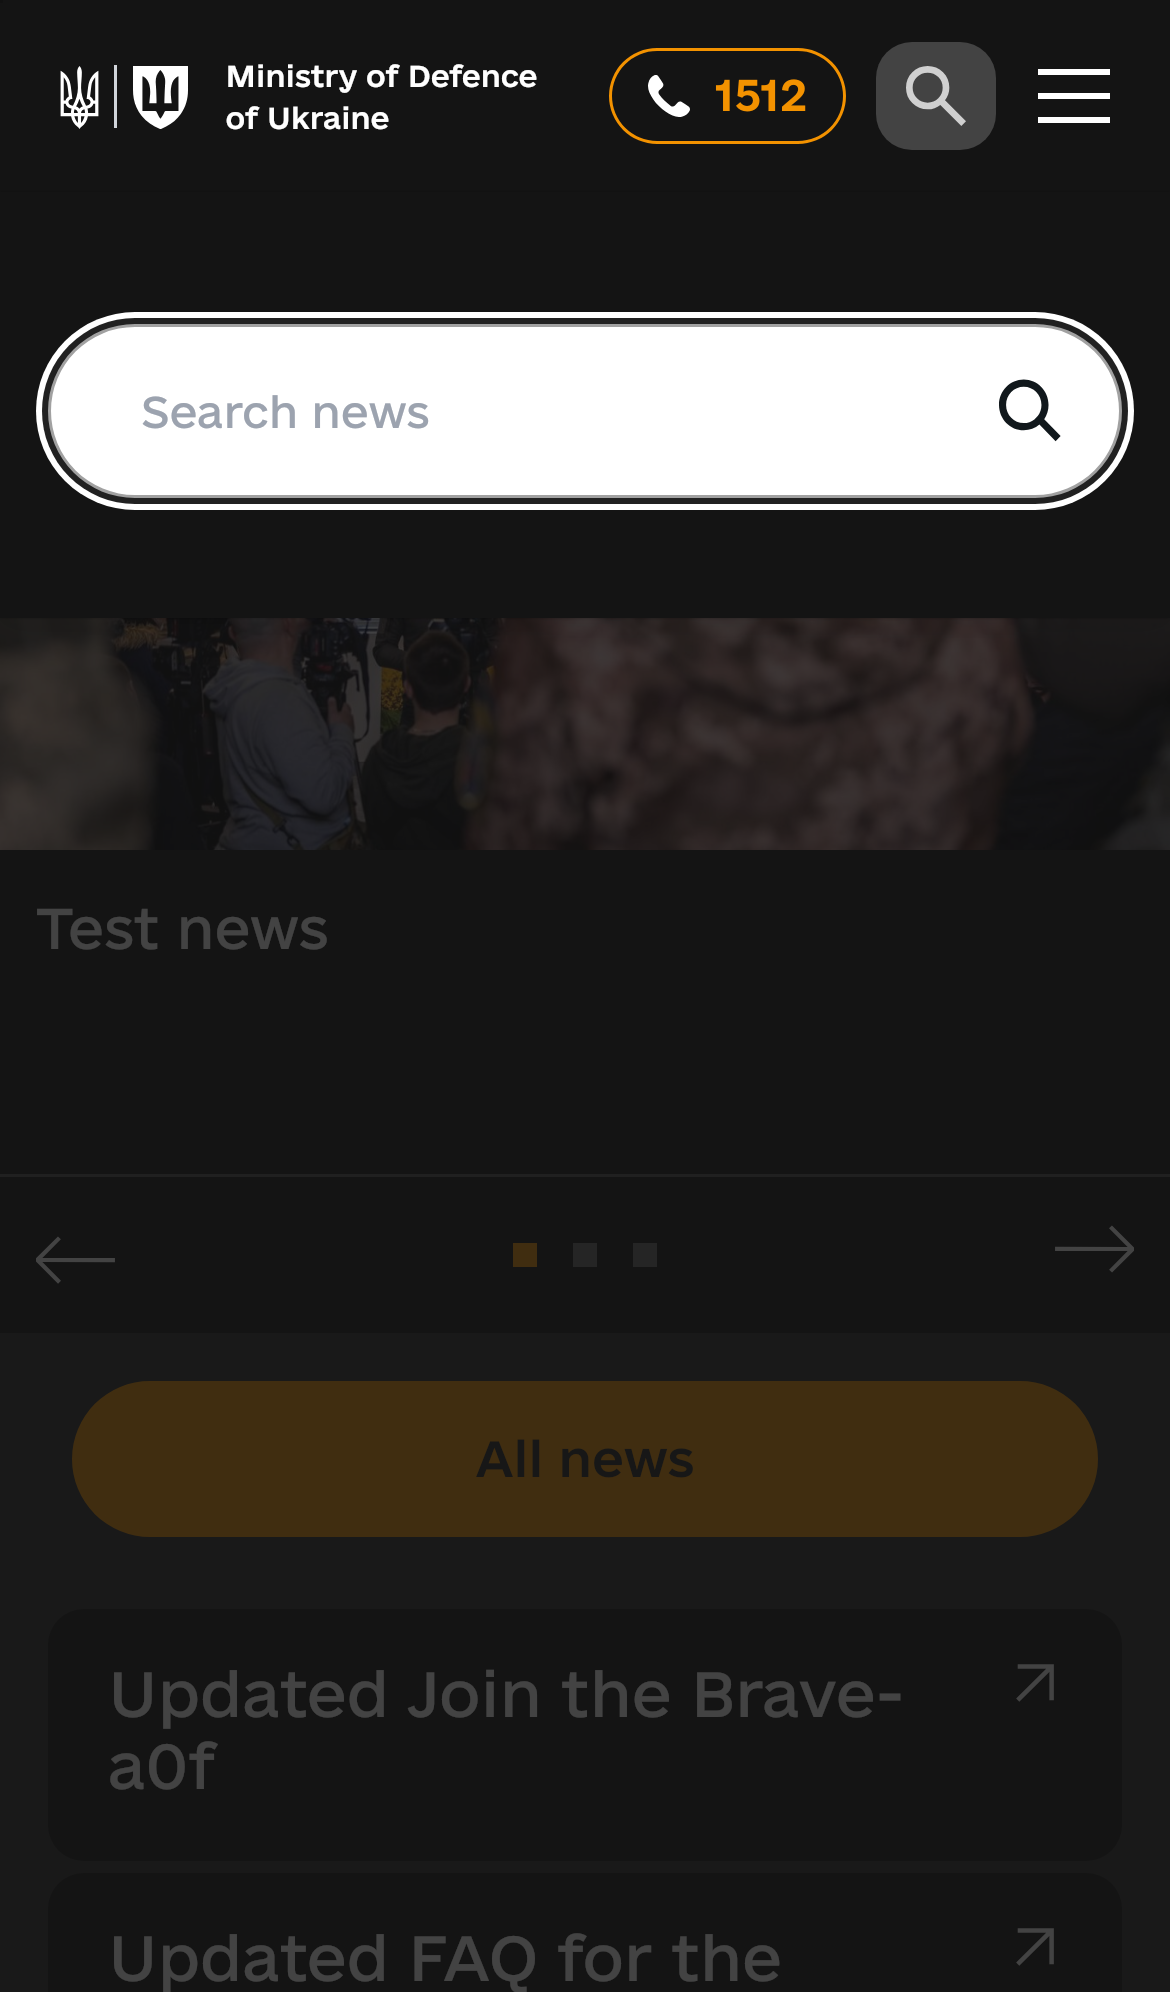 Ministry of Defence
of Ukraine
1512
Search news
Test news
All news
Updated Join the Brave-
a0f
Updated FAQ for the